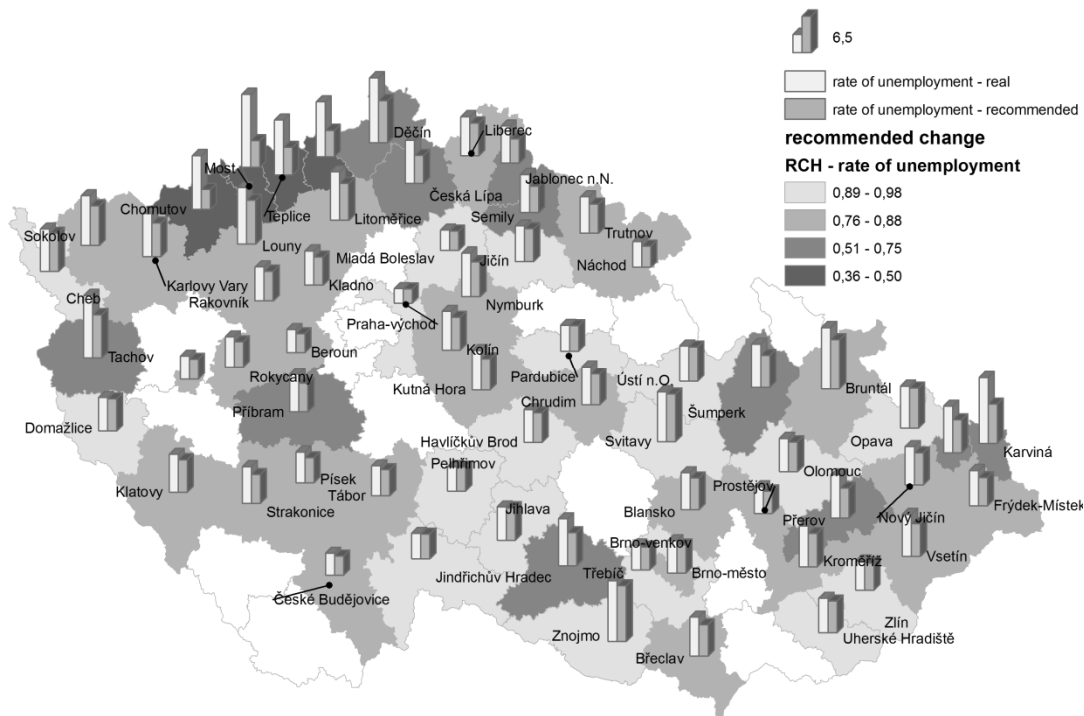 6,5
rate of unemployment - real
rate of unemployment - recommended
recommended change
RCH - rate of unemployment
0,89 - 0,98
0,76 - 0,88
0,51 - 0,75
0,36 - 0,50
Děčín
Liberec
Most
Jablonec n.N.
Česká Lípa
Chomutov
Teplice
Litoměřice
Semily
Trutnov
Sokolov
Louny
Mladá Boleslav
Jičín
Náchod
Karlovy Vary
Rakovník
Kladno
Cheb
Nymburk
Praha-východ
Tachov
Beroun
Kolín
Rokycany
Kutná Hora
Pardubice
Ústí n.O.
Bruntál
Příbram
Chrudim
Šumperk
Domažlice
Havlíčkův Brod
Svitavy
Opava
Karviná
Pelhřimov
Olomouc
Písek
Klatovy
Tábor
Prostějov
Strakonice
Jihlava
Blansko
Přerov
Nový Jičín
Frýdek-Místek
Brno-venkov
Vsetín
Jindřichův Hradec
Třebíč
Brno-město
Kroměříž
České Budějovice
Zlín
Znojmo
Uherské Hradiště
Břeclav